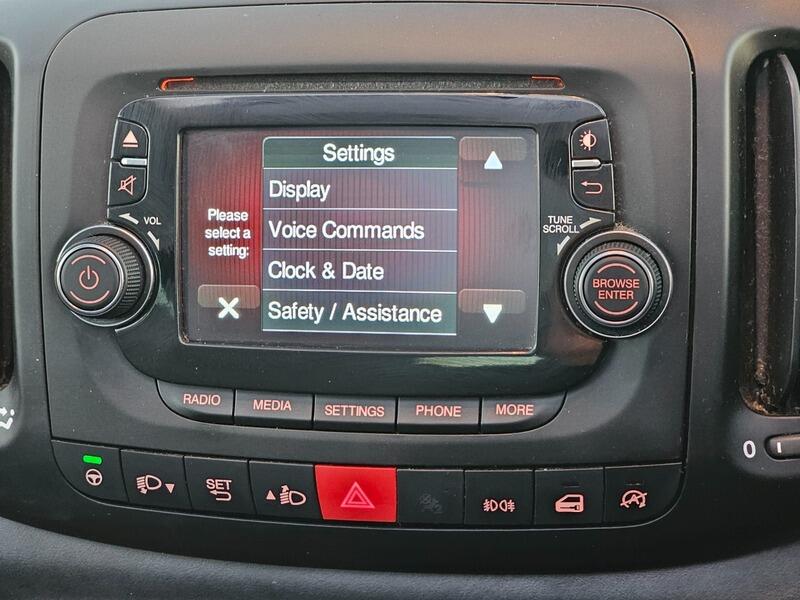 Settings
Display
Please
select a
setting:
Voice Commands
Clock & Date
Safety / Assistance
VOL
TUNE
SCROLL
BROWSE
ENTER
RADIO
MEDIA
SETTINGS
PHONE
MORE
SET
0